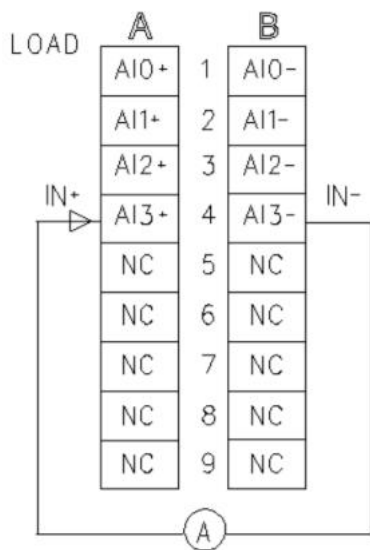 A B
LOAD
AI0+ 1 AI0-
AI1+ 2 AI1-
AI2+ 3 AI2-
IN+ AI3+ 4 AI3- IN-
NC 5 NC
NC 6 NC
NC 7 NC
NC 8 NC
NC 9 NC
A